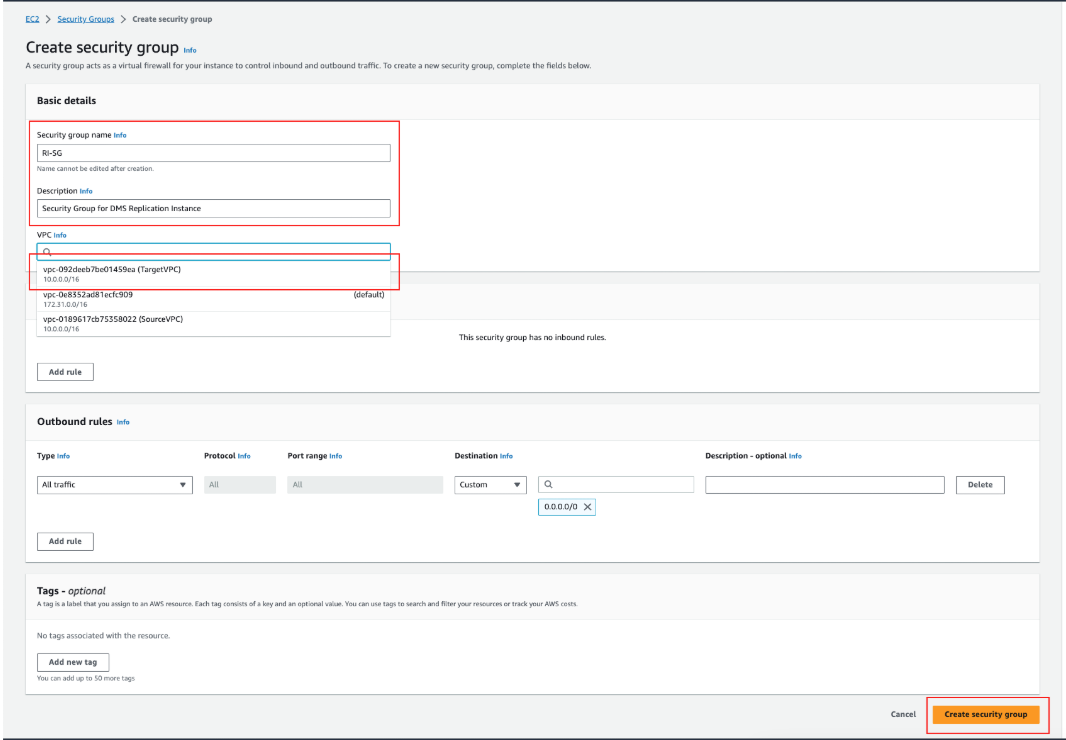 EC2 > Security Groups > Create security group
Create security group Info
A security group acts as a virtual firewall for your instance to control inbound and outbound traffic. To create a new security group, complete the fields below.
Basic details
Security group name Info
RI-SG
Name cannot be edited after creation.
Description Info
Security Group for DMS Replication Instance
VPC Info
vpc-092deeb7be01459ea (TargetVPC)
10.0.0.0/16
vpc-0e8352ad81ecfc909 (default)
172.31.0.0/16
vpc-0189617cb75358022 (SourceVPC)
10.0.0.0/16
This security group has no inbound rules.
Add rule
Outbound rules Info
Type Info Protocol Info Port range Info Destination Info Description - optional Info
All traffic All All Custom Delete
0.0.0.0/0
Add rule
Tags - optional
A tag is a label that you assign to an AWS resource. Each tag consists of a key and an optional value. You can use tags to search and filter your resources or track your AWS costs.
No tags associated with the resource.
Add new tag
You can add up to 50 more tags
Cancel Create security group